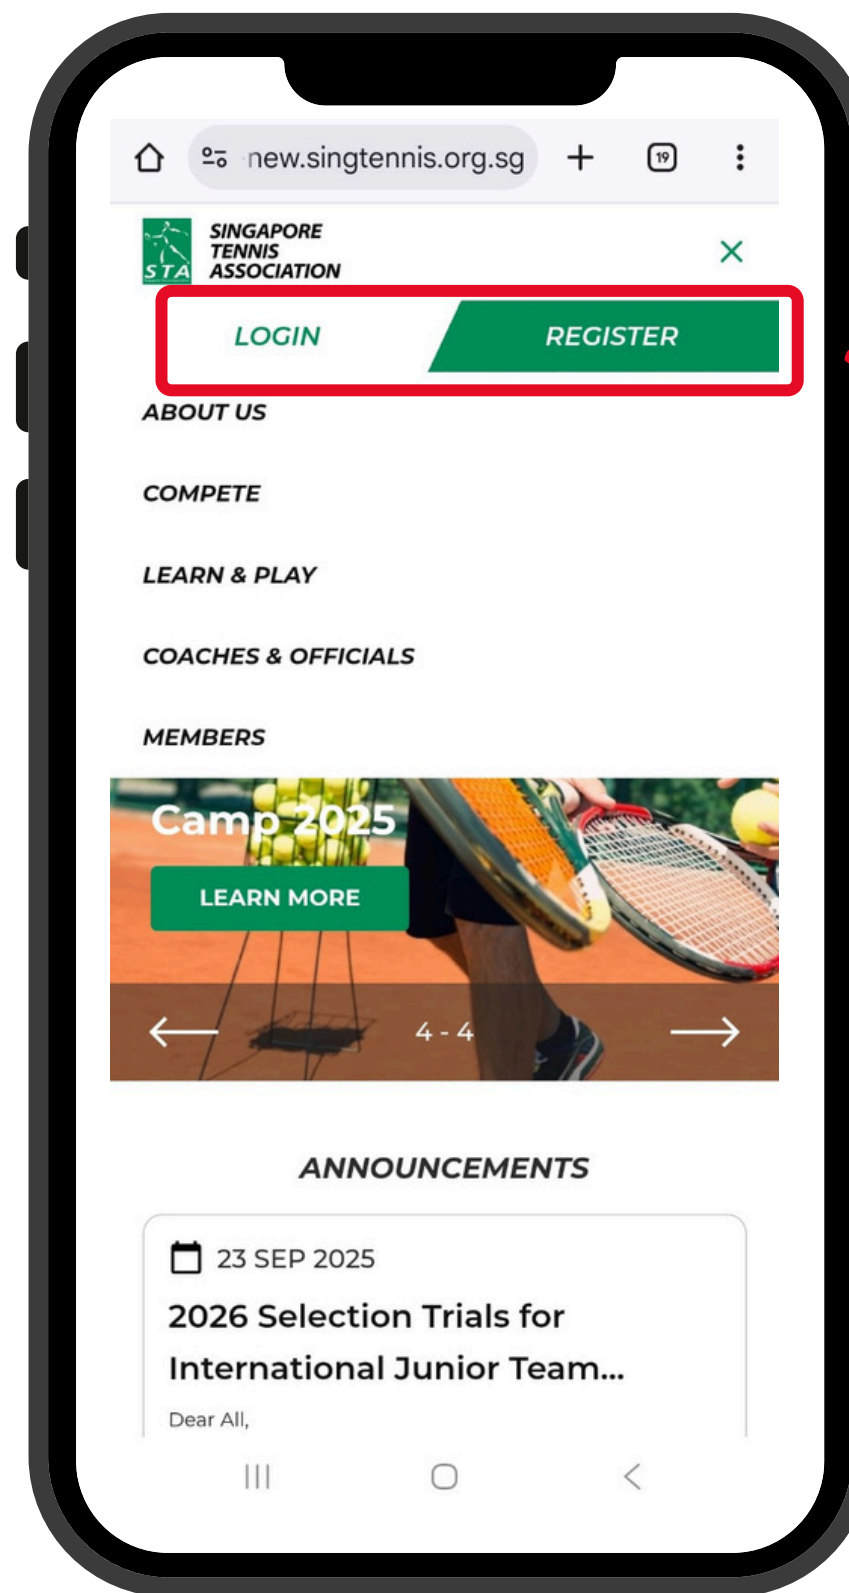 new.singtennis.org.sg
19
SINGAPORE
TENNIS
ASSOCIATION
STA
LOGIN
REGISTER
ABOUT US
COMPETE
LEARN & PLAY
COACHES & OFFICIALS
MEMBERS
Camp 2025
LEARN MORE
4 - 4
ANNOUNCEMENTS
23 SEP 2025
2026 Selection Trials for
International Junior Team...
Dear All,